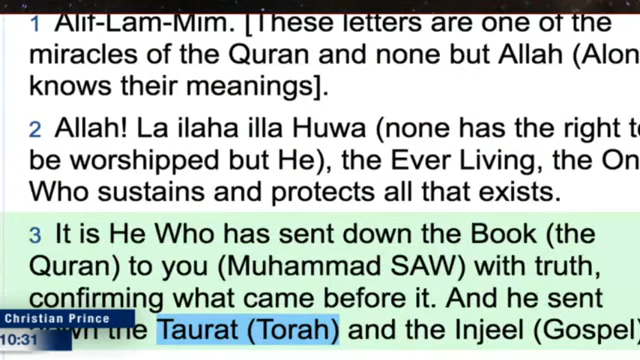 1 Alif-Lam-Mim. [These letters are one of the
miracles of the Quran and none but Allah (Alon
knows their meanings].
2 Allah! La ilaha illa Huwa (none has the right to
be worshipped but He), the Ever Living, the On
Who sustains and protects all that exists.
3 It is He Who has sent down the Book (the
Quran) to you (Muhammad SAW) with truth,
confirming what came before it. And he sent
down the Taurat (Torah) and the Injeel (Gospel)
Christian Prince
10:31